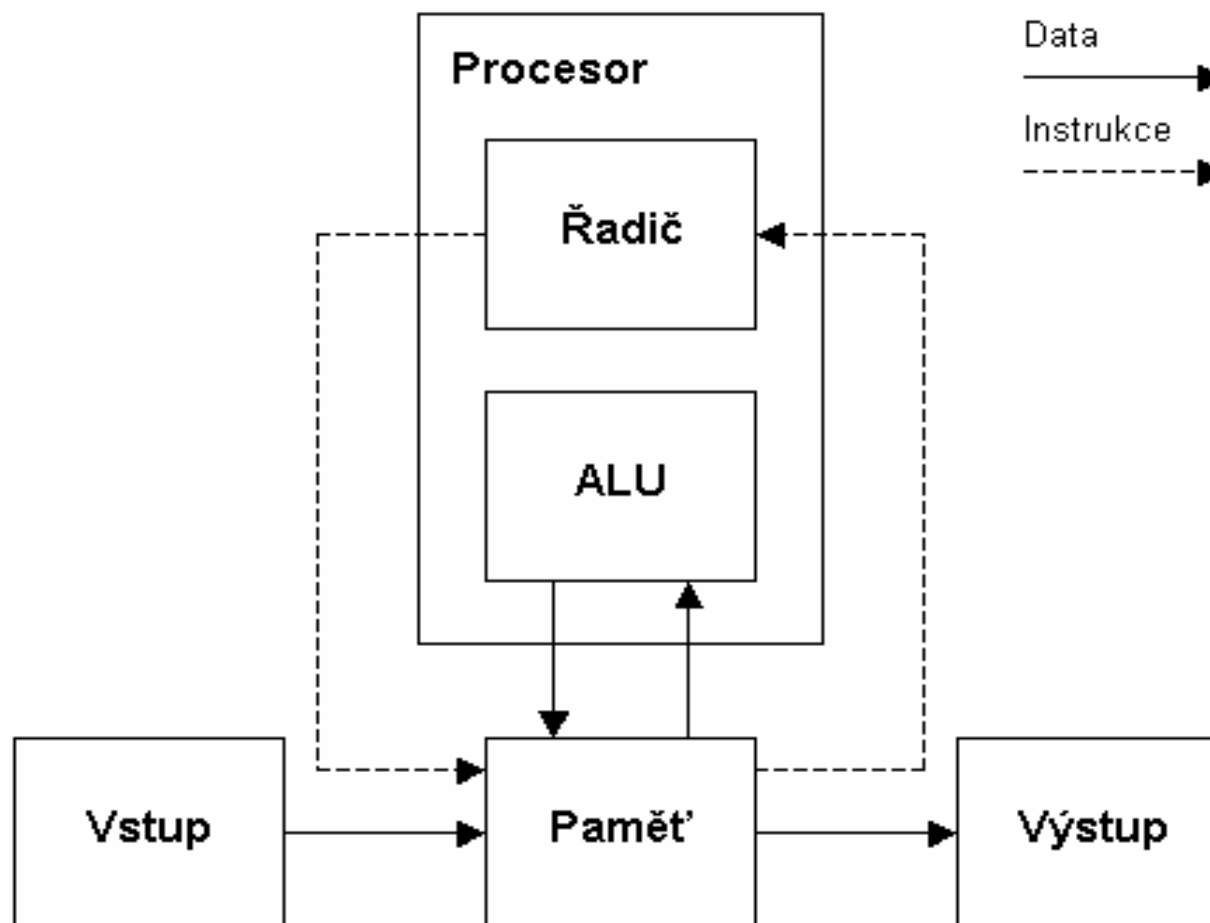 Procesor
Data
Instrukce
Řadič
ALU
Vstup
Paměť
Výstup